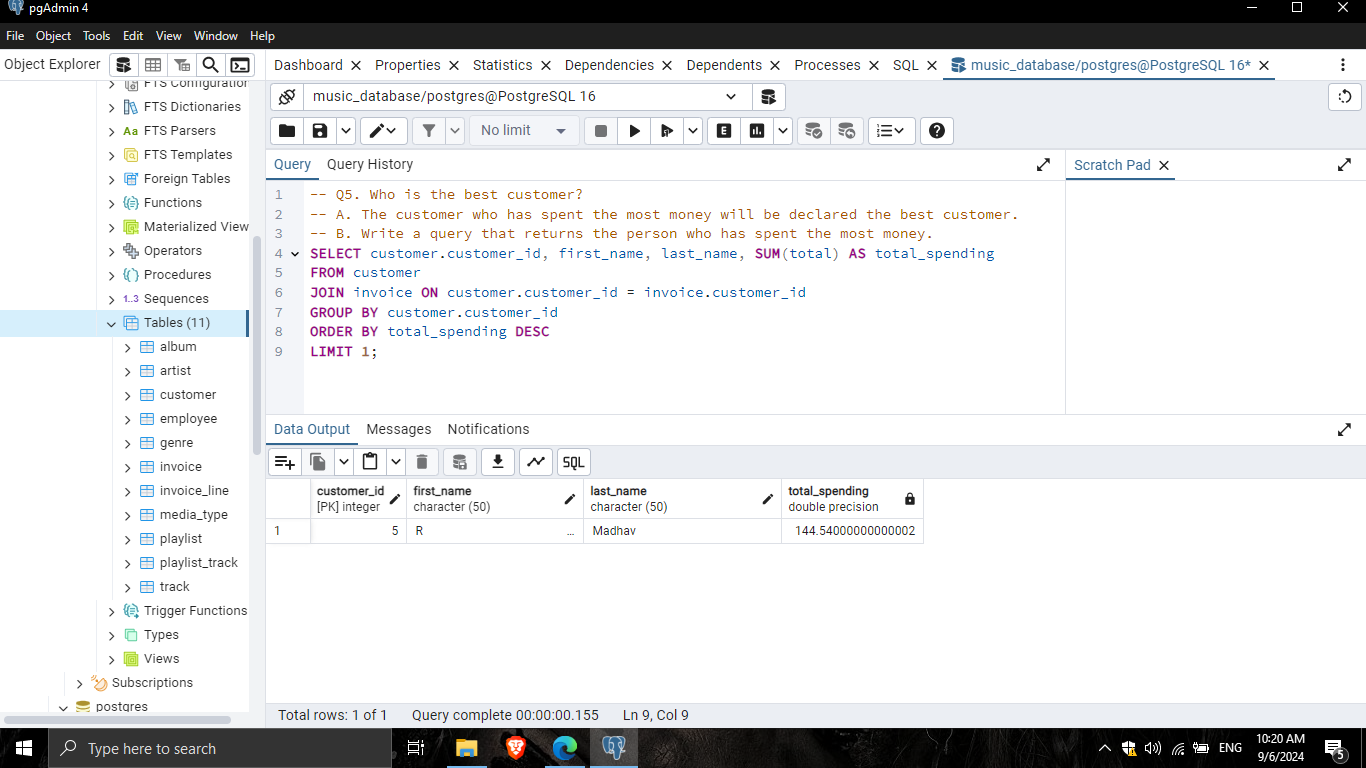 pgAdmin 4
File Object Tools Edit View Window Help
Object Explorer
Dashboard Properties Statistics Dependencies Dependents Processes SQL music_database/postgres@PostgreSQL 16*
music_database/postgres@PostgreSQL 16
No limit
E
Query Query History
Scratch Pad
1 -- Q5. Who is the best customer?
2 -- A. The customer who has spent the most money will be declared the best customer.
3 -- B. Write a query that returns the person who has spent the most money.
4 SELECT customer.customer_id, first_name, last_name, SUM(total) AS total_spending
5 FROM customer
6 JOIN invoice ON customer.customer_id = invoice.customer_id
7 GROUP BY customer.customer_id
8 ORDER BY total_spending DESC
9 LIMIT 1;
FTS Configuration
FTS Dictionaries
Aa FTS Parsers
FTS Templates
Foreign Tables
Functions
Materialized View
Operators
Procedures
1..3 Sequences
Tables (11)
album
artist
customer
employee
genre
invoice
invoice_line
media_type
playlist
playlist_track
track
Trigger Functions
Types
Views
Subscriptions
postgres
Data Output Messages Notifications
SQL
customer_id first_name last_name total_spending
[PK] integer character (50) character (50) double precision
1 5 R ... Madhav 144.54000000000002
Total rows: 1 of 1 Query complete 00:00:00.155 Ln 9, Col 9
Type here to search
ENG
10:20 AM
9/6/2024
5